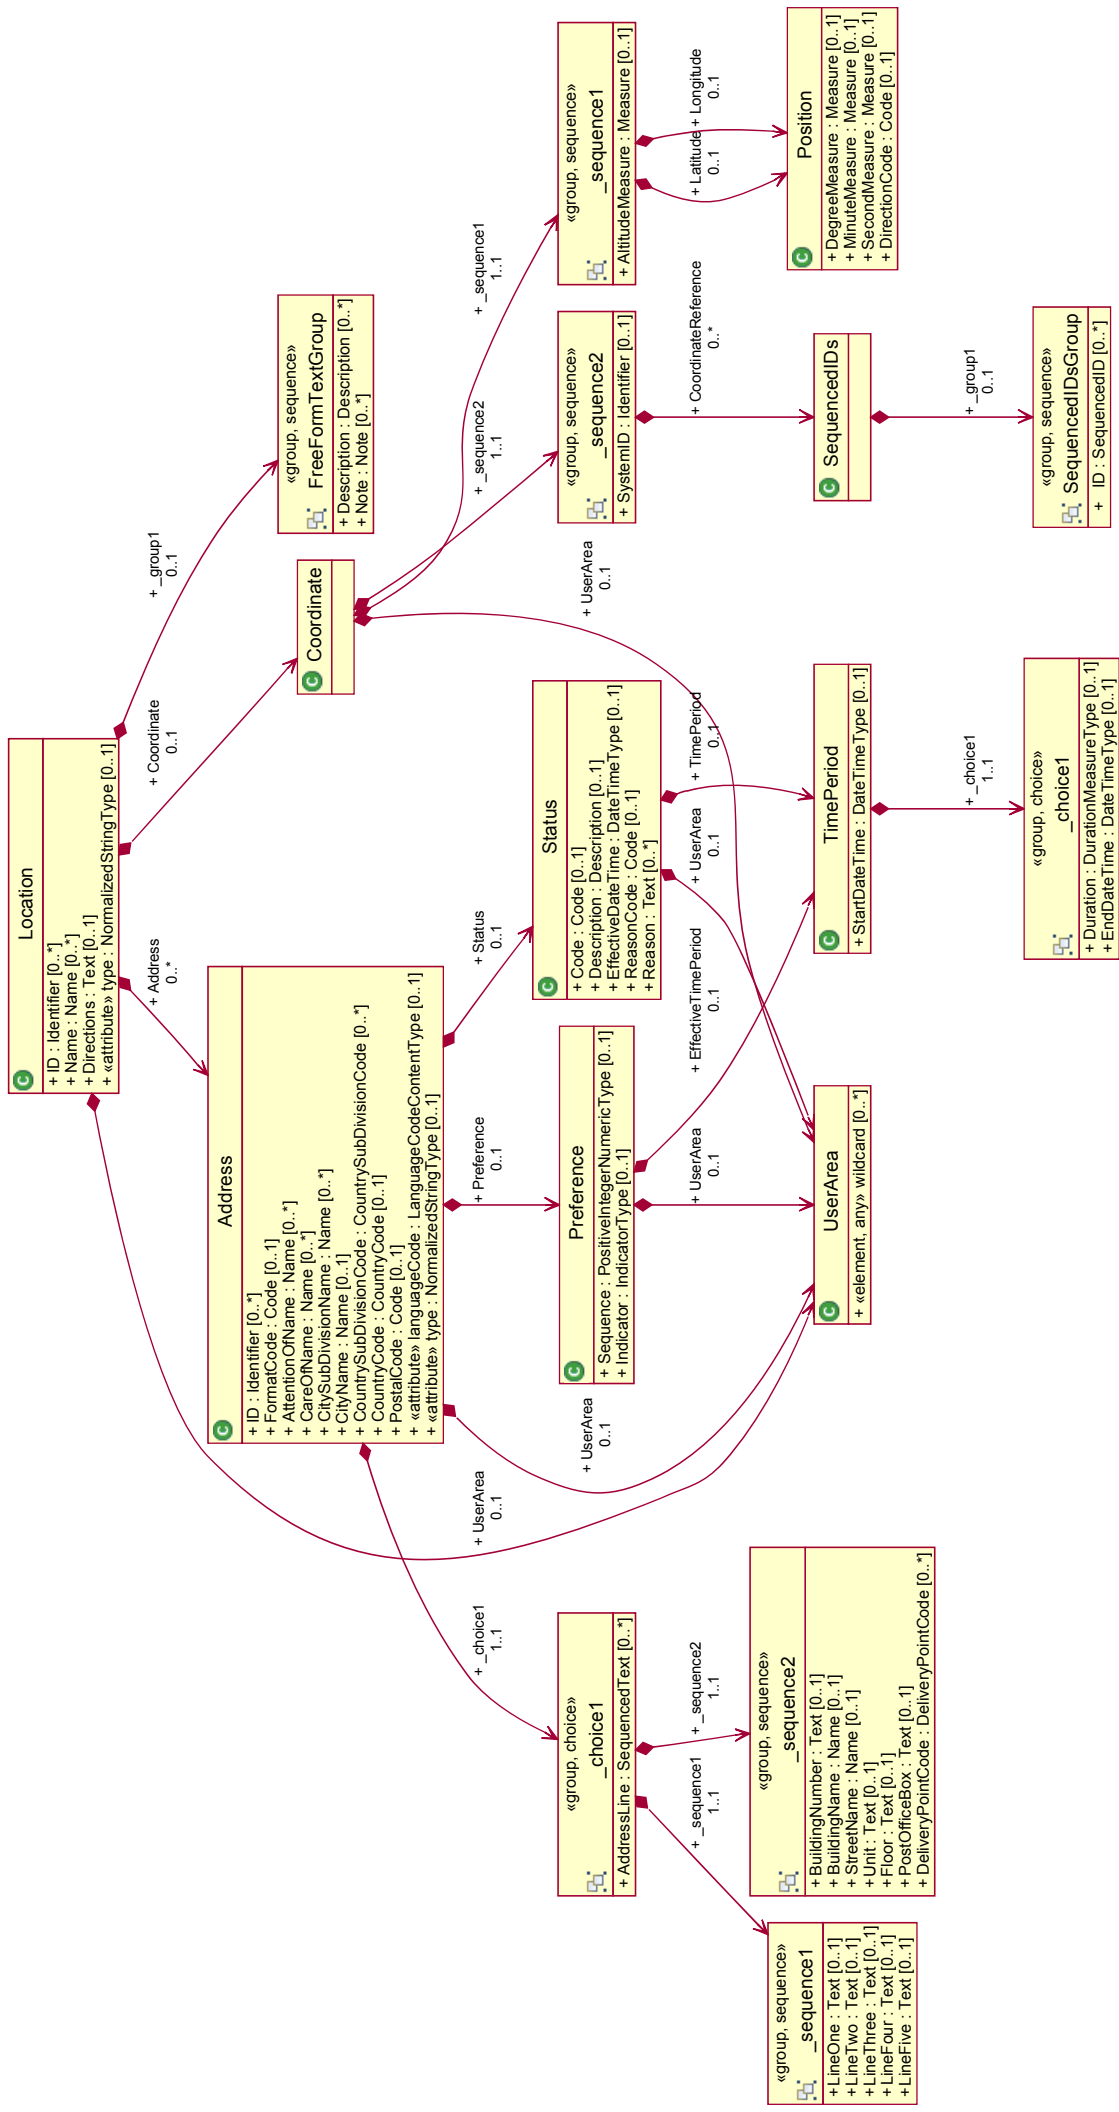 Location
+ ID : Identifier [0..*]
+ Name : Name [0..*]
+ Directions : Text [0..1]
+ «attribute» type : NormalizedStringType [0..1]
+ UserArea
0..1
+ Address
0..*
+ Coordinate
0..1
+ _group1
0..1
Address
+ ID : Identifier [0..*]
+ FormatCode : Code [0..1]
+ AttentionOfName : Name [0..*]
+ CareOfName : Name [0..*]
+ CitySubDivisionName : Name [0..*]
+ CityName : Name [0..1]
+ CountrySubDivisionCode : CountrySubDivisionCode [0..*]
+ CountryCode : CountryCode [0..1]
+ PostalCode : Code [0..1]
+ «attribute» languageCode : LanguageCodeContentType [0..1]
+ «attribute» type : NormalizedStringType [0..1]
Coordinate
«group, sequence»
FreeFormTextGroup
+ Description : Description [0..*]
+ Note : Note [0..*]
+ _choice1
1..1
+ UserArea
0..1
+ Preference
0..1
+ Status
0..1
+ UserArea
0..1
+ _sequence2
1..1
+ _sequence1
1..1
«group, choice»
_choice1
+ AddressLine : SequencedText [0..*]
Preference
+ Sequence : PositiveIntegerNumericType [0..1]
+ Indicator : IndicatorType [0..1]
Status
+ Code : Code [0..1]
+ Description : Description [0..1]
+ EffectiveDateTime : DateTimeType [0..1]
+ ReasonCode : Code [0..1]
+ Reason : Text [0..*]
«group, sequence»
_sequence2
+ SystemID : Identifier [0..1]
«group, sequence»
_sequence1
+ AltitudeMeasure : Measure [0..1]
+ _sequence1
1..1
+ _sequence2
1..1
+ UserArea
0..1
+ EffectiveTimePeriod
0..1
+ UserArea
0..1
+ TimePeriod
0..1
+ CoordinateReference
0..*
+ Latitude
0..1
+ Longitude
0..1
«group, sequence»
_sequence1
+ LineOne : Text [0..1]
+ LineTwo : Text [0..1]
+ LineThree : Text [0..1]
+ LineFour : Text [0..1]
+ LineFive : Text [0..1]
«group, sequence»
_sequence2
+ BuildingNumber : Text [0..1]
+ BuildingName : Name [0..1]
+ StreetName : Name [0..1]
+ Unit : Text [0..1]
+ Floor : Text [0..1]
+ PostOfficeBox : Text [0..1]
+ DeliveryPointCode : DeliveryPointCode [0..*]
UserArea
+ «element, any» wildcard [0..*]
TimePeriod
+ StartDateTime : DateTimeType [0..1]
SequencedIDs
Position
+ DegreeMeasure : Measure [0..1]
+ MinuteMeasure : Measure [0..1]
+ SecondMeasure : Measure [0..1]
+ DirectionCode : Code [0..1]
+ _choice1
1..1
+ _group1
0..1
«group, choice»
_choice1
+ Duration : DurationMeasureType [0..1]
+ EndDateTime : DateTimeType [0..1]
«group, sequence»
SequencedIDsGroup
+ ID : SequencedID [0..*]